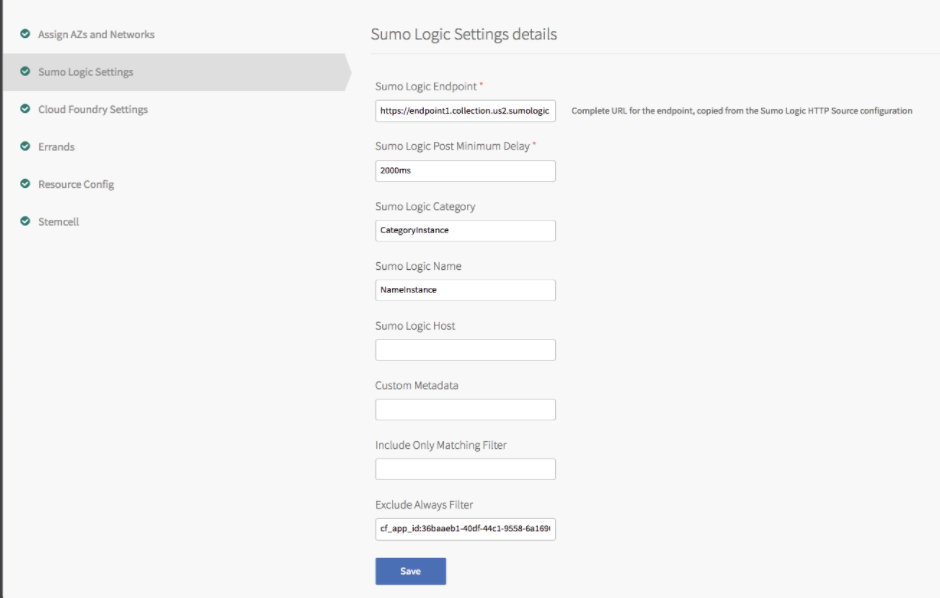 Assign AZs and Networks
Sumo Logic Settings
Cloud Foundry Settings
Errands
Resource Config
Stemcell
Sumo Logic Settings details
Sumo Logic Endpoint *
https://endpoint1.collection.us2.sumologic
Complete URL for the endpoint, copied from the Sumo Logic HTTP Source configuration
Sumo Logic Post Minimum Delay *
2000ms
Sumo Logic Category
CategoryInstance
Sumo Logic Name
NameInstance
Sumo Logic Host
Custom Metadata
Include Only Matching Filter
Exclude Always Filter
cf_app_id:36baaeb1-40df-44c1-9558-6a169
Save